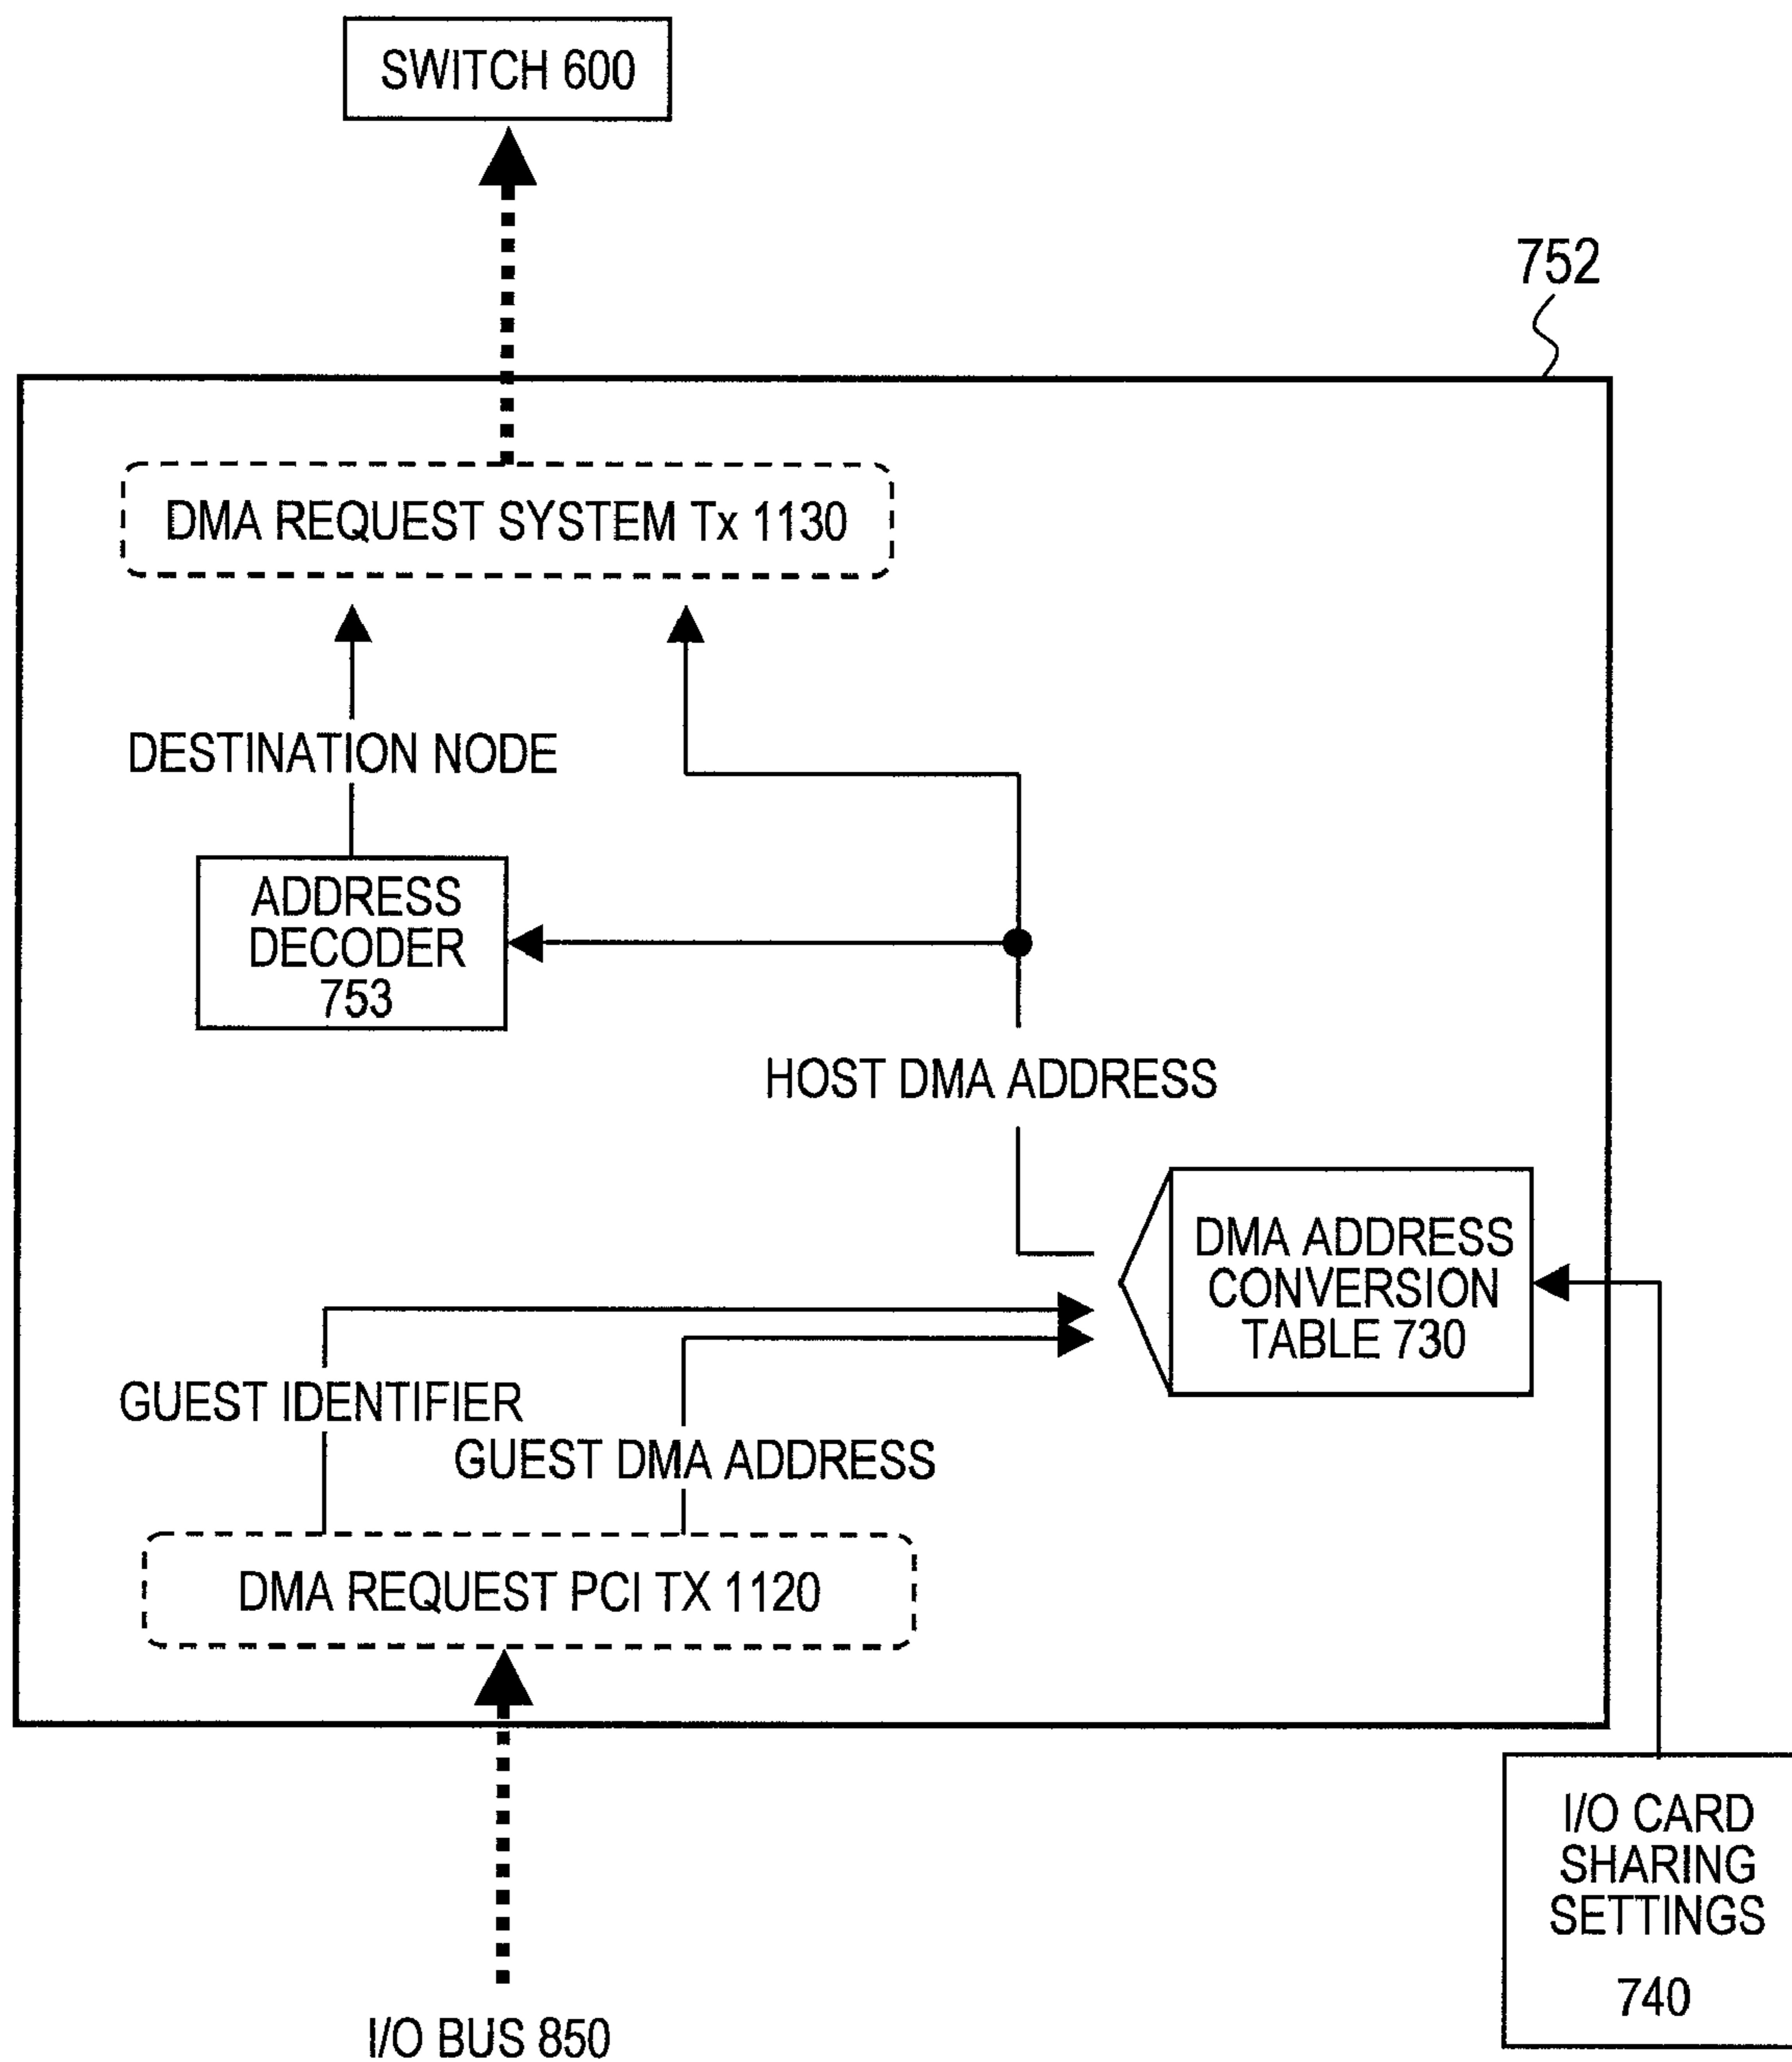 SWITCH 600
752
DMA REQUEST SYSTEM Tx 1130
DESTINATION NODE
ADDRESS
DECODER
753
HOST DMA ADDRESS
DMA ADDRESS
CONVERSION
TABLE 730
GUEST IDENTIFIER
GUEST DMA ADDRESS
DMA REQUEST PCI TX 1120
I/O CARD
SHARING
SETTINGS
740
I/O BUS 850